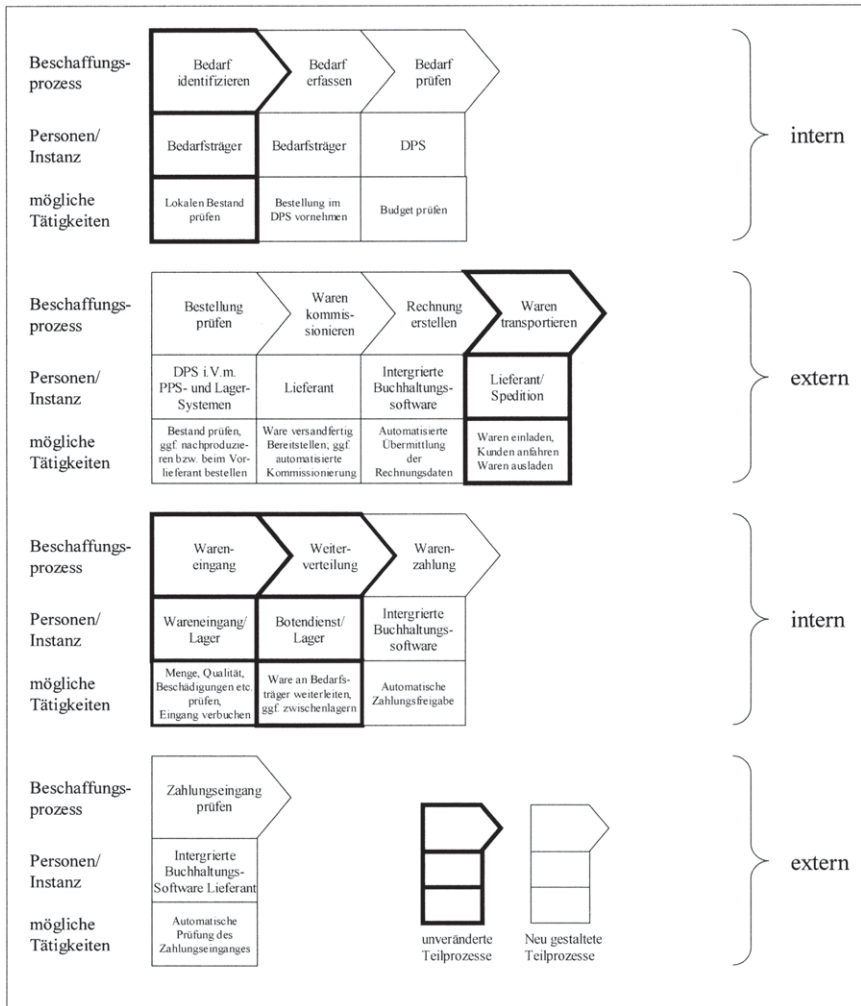 Beschaffungs-
prozess
Bedarf
identifizieren
Bedarf
erfassen
Bedarf
prüfen
Personen/
Instanz
Bedarfsträger
Bedarfsträger
DPS
mögliche
Tätigkeiten
Lokalen Bestand
prüfen
Bestellung im
DPS vornehmen
Budget prüfen
intern
Beschaffungs-
prozess
Bestellung
prüfen
Waren
kommis-
sionieren
Rechnung
erstellen
Waren
transportieren
Personen/
Instanz
DPS i.V.m.
PPS- und Lager-
Systemen
Lieferant
Intergrierte
Buchhaltungs-
software
Lieferant/
Spedition
mögliche
Tätigkeiten
Bestand prüfen,
ggf. nachproduzie-
ren bzw. beim Vor-
lieferant bestellen
Ware versandfertig
Bereitstellen; ggf.
automatisierte
Kommissionierung
Automatisierte
Übermittlung
der
Rechnungsdaten
Waren einladen,
Kunden anfahren
Waren ausladen
extern
Beschaffungs-
prozess
Waren-
eingang
Weiter-
verteilung
Waren-
zahlung
Personen/
Instanz
Wareneingang/
Lager
Botendienst/
Lager
Intergrierte
Buchhaltungs-
software
mögliche
Tätigkeiten
Menge, Qualität,
Beschädigungen etc.
prüfen,
Eingang verbuchen
Ware an Bedarfs-
träger weiterleiten,
ggf. zwischenlagern
Automatische
Zahlungsfreigabe
intern
Beschaffungs-
prozess
Zahlungseingang
prüfen
Personen/
Instanz
Intergrierte
Buchhaltungs-
Software Lieferant
mögliche
Tätigkeiten
Automatische
Prüfung des
Zahlungseinganges
extern
unveränderte
Teilprozesse
Neu gestaltete
Teilprozesse